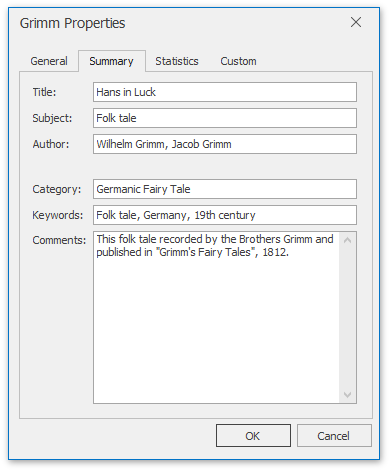 Grimm Properties
General Summary Statistics Custom
Title: Hans in Luck
Subject: Folk tale
Author: Wilhelm Grimm, Jacob Grimm
Category: Germanic Fairy Tale
Keywords: Folk tale, Germany, 19th century
Comments: This folk tale recorded by the Brothers Grimm and
published in "Grimm's Fairy Tales", 1812.
OK Cancel